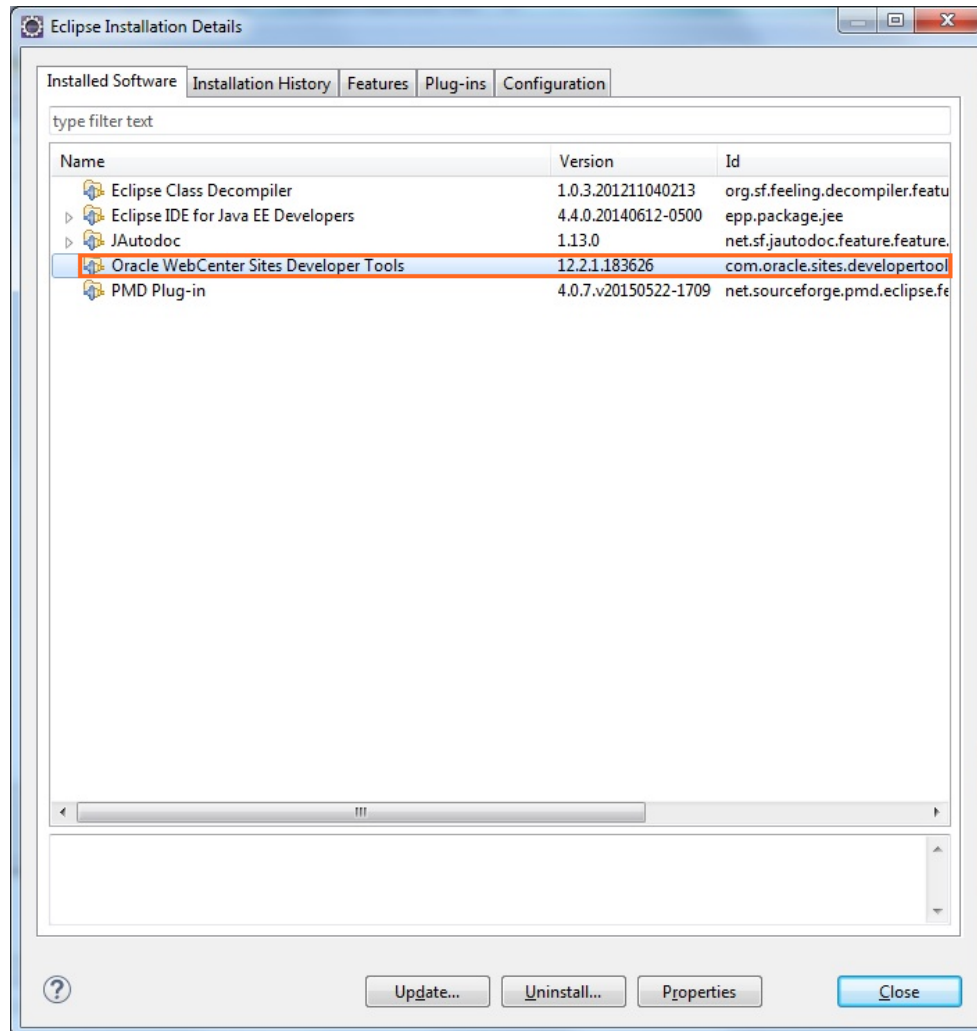 Eclipse Installation Details
Installed Software Installation History Features Plug-ins Configuration
type filter text
Name Version Id
Eclipse Class Decompiler 1.0.3.201211040213 org.sf.feeling.decompiler.featu
Eclipse IDE for Java EE Developers 4.4.0.20140612-0500 epp.package.jee
JAutodoc 1.13.0 net.sf.jautodoc.feature.feature.
Oracle WebCenter Sites Developer Tools 12.2.1.183626 com.oracle.sites.developertool
PMD Plug-in 4.0.7.v20150522-1709 net.sourceforge.pmd.eclipse.fe
? Update... Uninstall... Properties Close